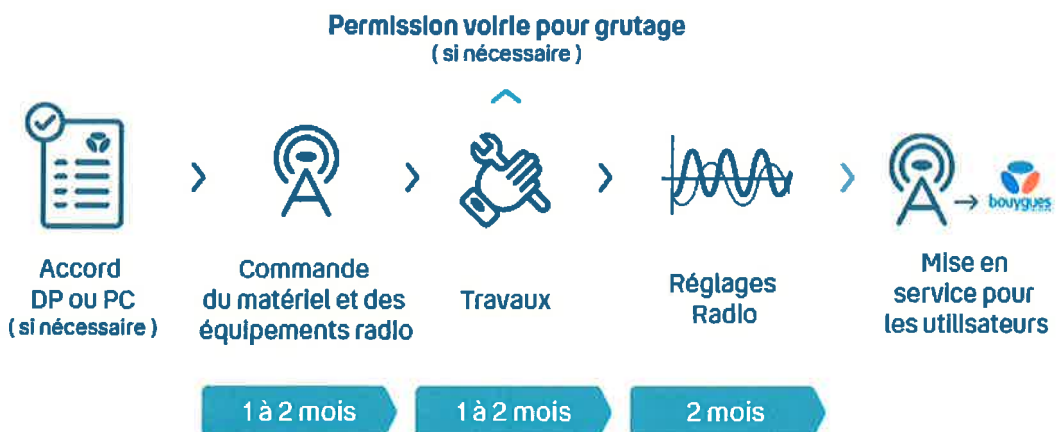 Permission voirie pour grutage
( si nécessaire )
Accord
DP ou PC
( si nécessaire )
Commande
du matériel et des
équipements radio
Travaux
Réglages
Radio
bouygues
Mise en
service pour
les utilisateurs
1 à 2 mois
1 à 2 mois
2 mois